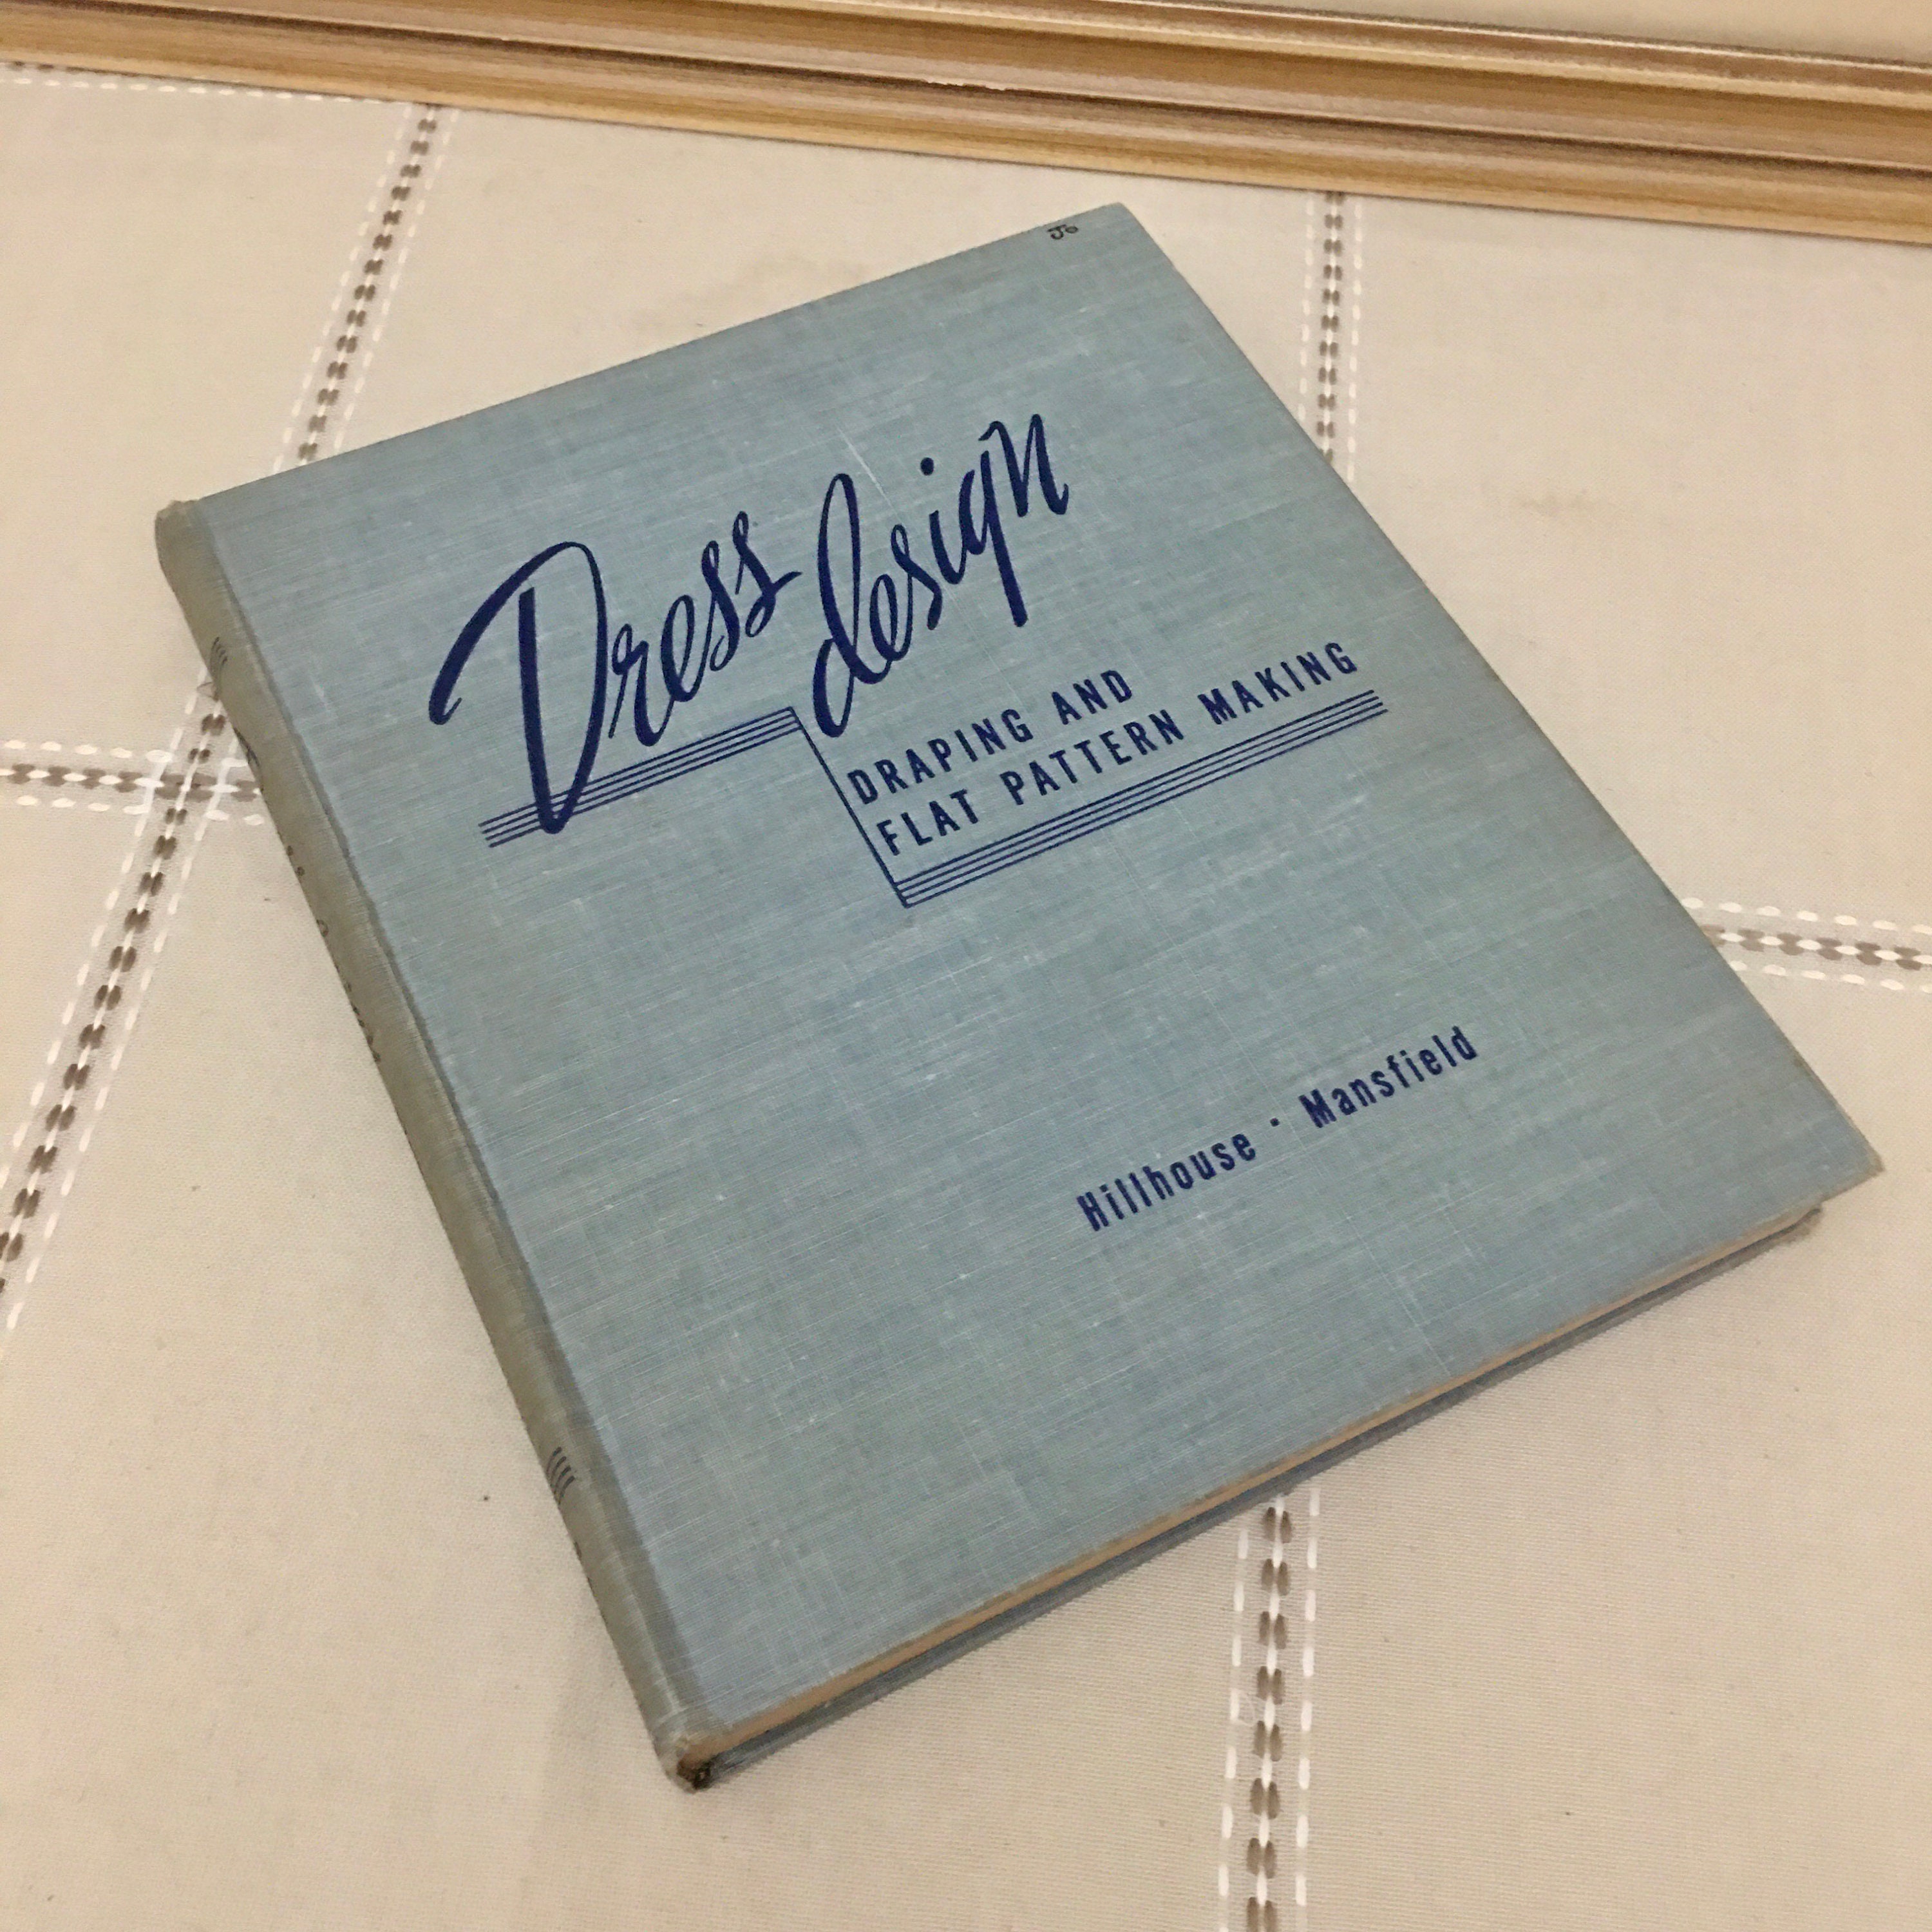 Dress design
DRAPING AND
FLAT PATTERN MAKING
Hillhouse · Mansfield